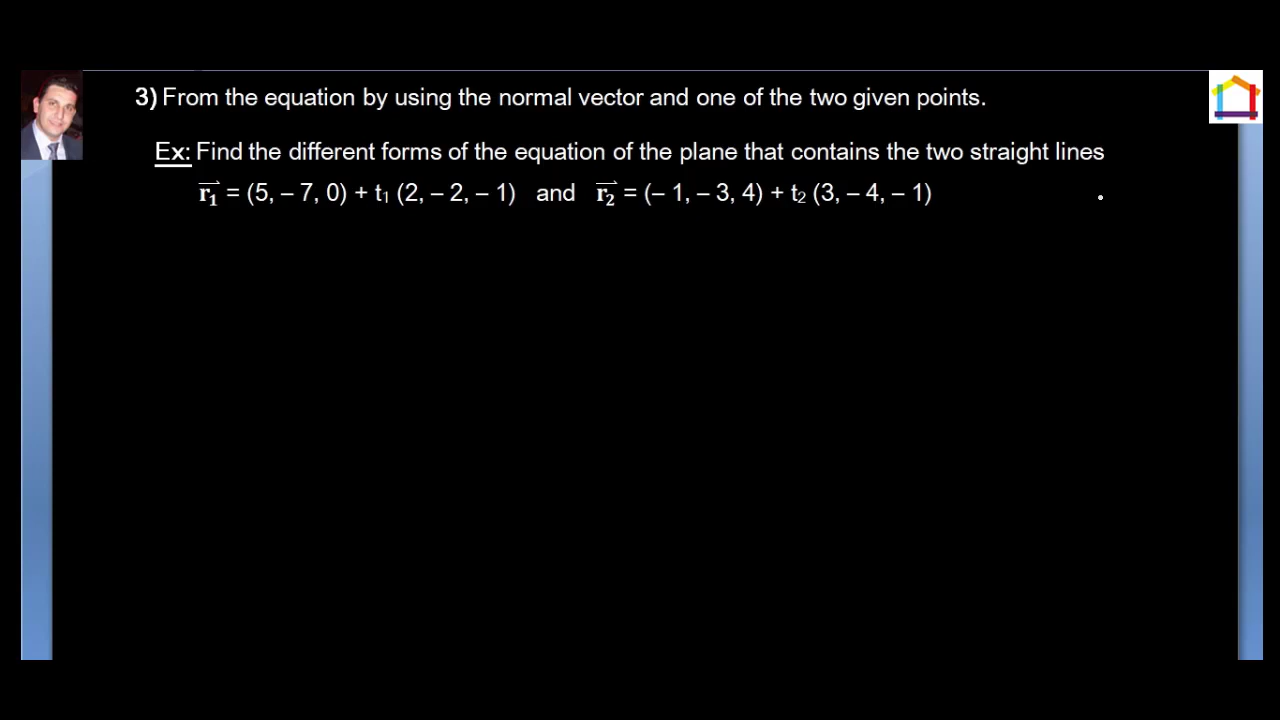 3) From the equation by using the normal vector and one of the two given points.
Ex: Find the different forms of the equation of the plane that contains the two straight lines
r₁ = (5, – 7, 0) + t₁ (2, – 2, – 1) and r₂ = (– 1, – 3, 4) + t₂ (3, – 4, – 1) .